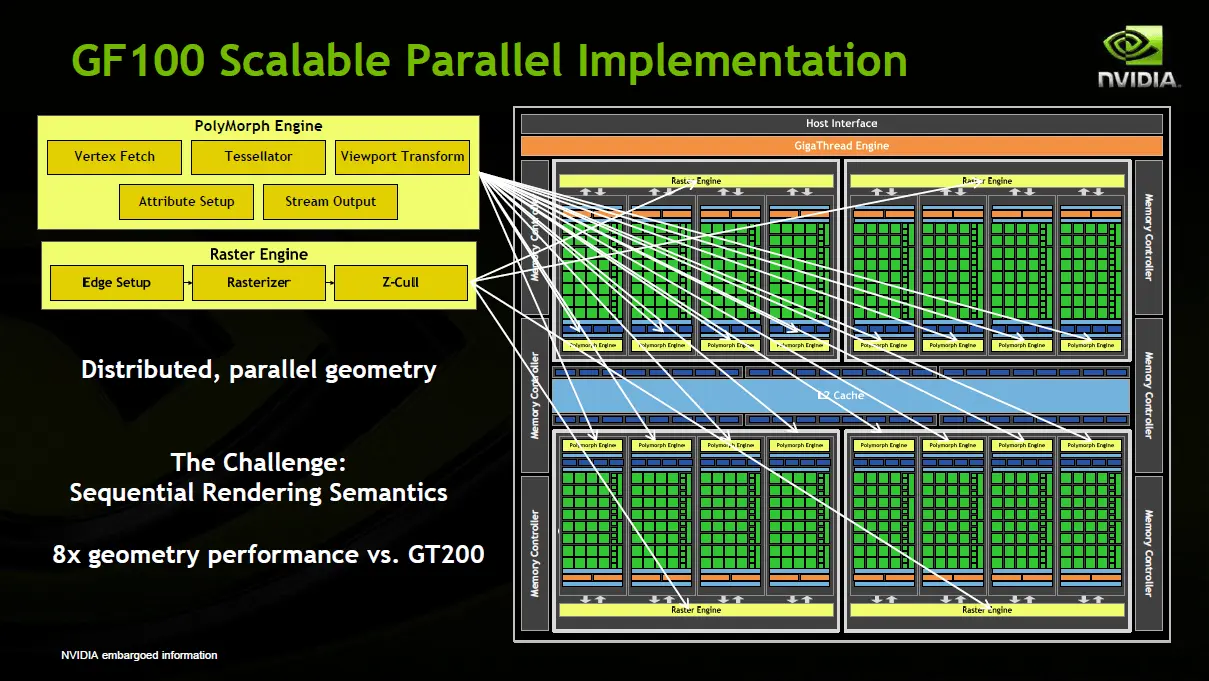 GF100 Scalable Parallel Implementation
NVIDIA.
PolyMorph Engine
Vertex Fetch
Tessellator
Viewport Transform
Attribute Setup
Stream Output
Raster Engine
Edge Setup
Rasterizer
Z-Cull
Distributed, parallel geometry
The Challenge:
Sequential Rendering Semantics
8x geometry performance vs. GT200
NVIDIA embargoed information
Host Interface
GigaThread Engine
Memory Controller
Memory Controller
Memory Controller
Raster Engine
Raster Engine
Polymorph Engine
Polymorph Engine
Polymorph Engine
Polymorph Engine
Polymorph Engine
Polymorph Engine
Polymorph Engine
Polymorph Engine
L2 Cache
Polymorph Engine
Polymorph Engine
Polymorph Engine
Polymorph Engine
Polymorph Engine
Polymorph Engine
Polymorph Engine
Polymorph Engine
Raster Engine
Raster Engine
Memory Controller
Memory Controller
Memory Controller